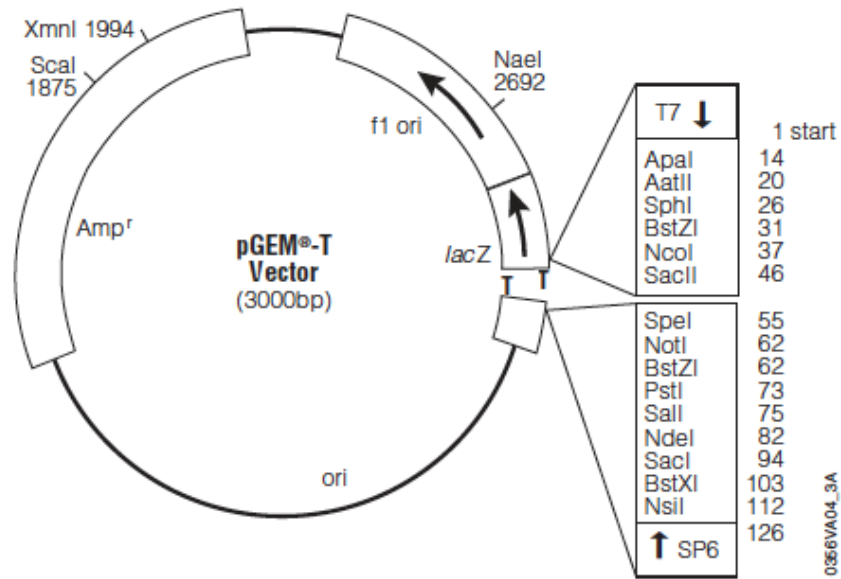 XmnI 1994
ScaI
1875
NaeI
2692
f1 ori
Ampʳ
pGEM®-T
Vector
(3000bp)
lacZ
T T
ori
T7 ↓
1 start
ApaI 14
AatII 20
SphI 26
BstZI 31
NcoI 37
SacII 46
SpeI 55
NotI 62
BstZI 62
PstI 73
SalI 75
NdeI 82
SacI 94
BstXI 103
NsiI 112
126
↑ SP6
0356VA04_3A